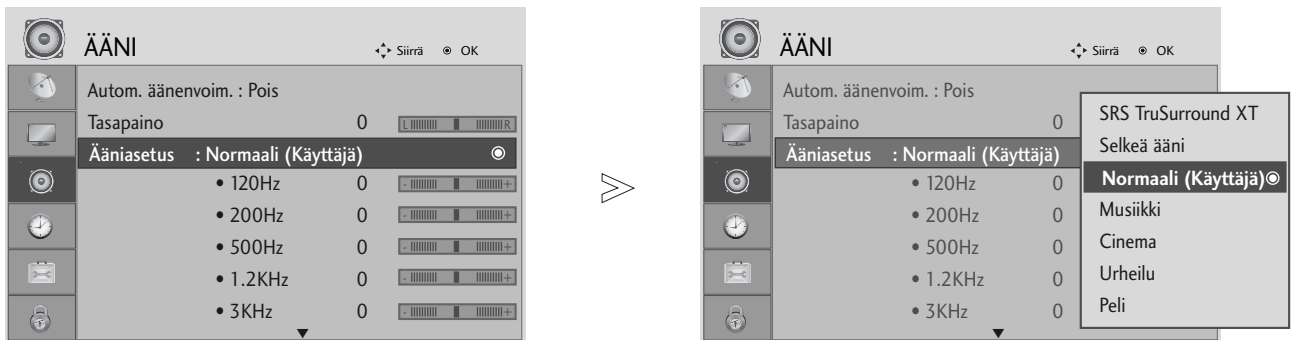 ÄÄNI
Siirrä OK
Autom. äänenvoim. : Pois
Tasapaino 0 L R
Ääniasetus : Normaali (Käyttäjä)
• 120Hz 0 - +
• 200Hz 0 - +
• 500Hz 0 - +
• 1.2KHz 0 - +
• 3KHz 0 - +
ÄÄNI
Siirrä OK
Autom. äänenvoim. : Pois
Tasapaino 0
Ääniasetus : Normaali (Käyttäjä)
• 120Hz 0
• 200Hz 0
• 500Hz 0
• 1.2KHz 0
• 3KHz 0
SRS TruSurround XT
Selkeä ääni
Normaali (Käyttäjä)
Musiikki
Cinema
Urheilu
Peli